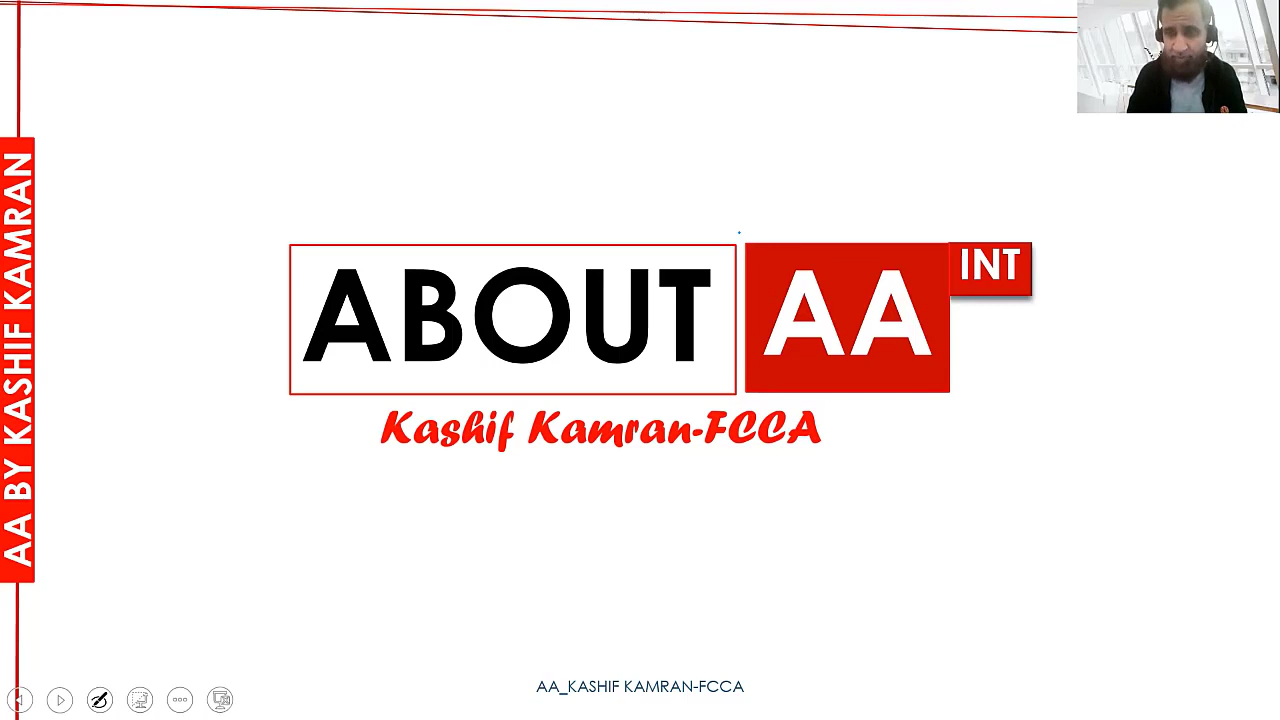 AA BY KASHIF KAMRAN
ABOUT AA INT
Kashif Kamran-FCCA
AA_KASHIF KAMRAN-FCCA